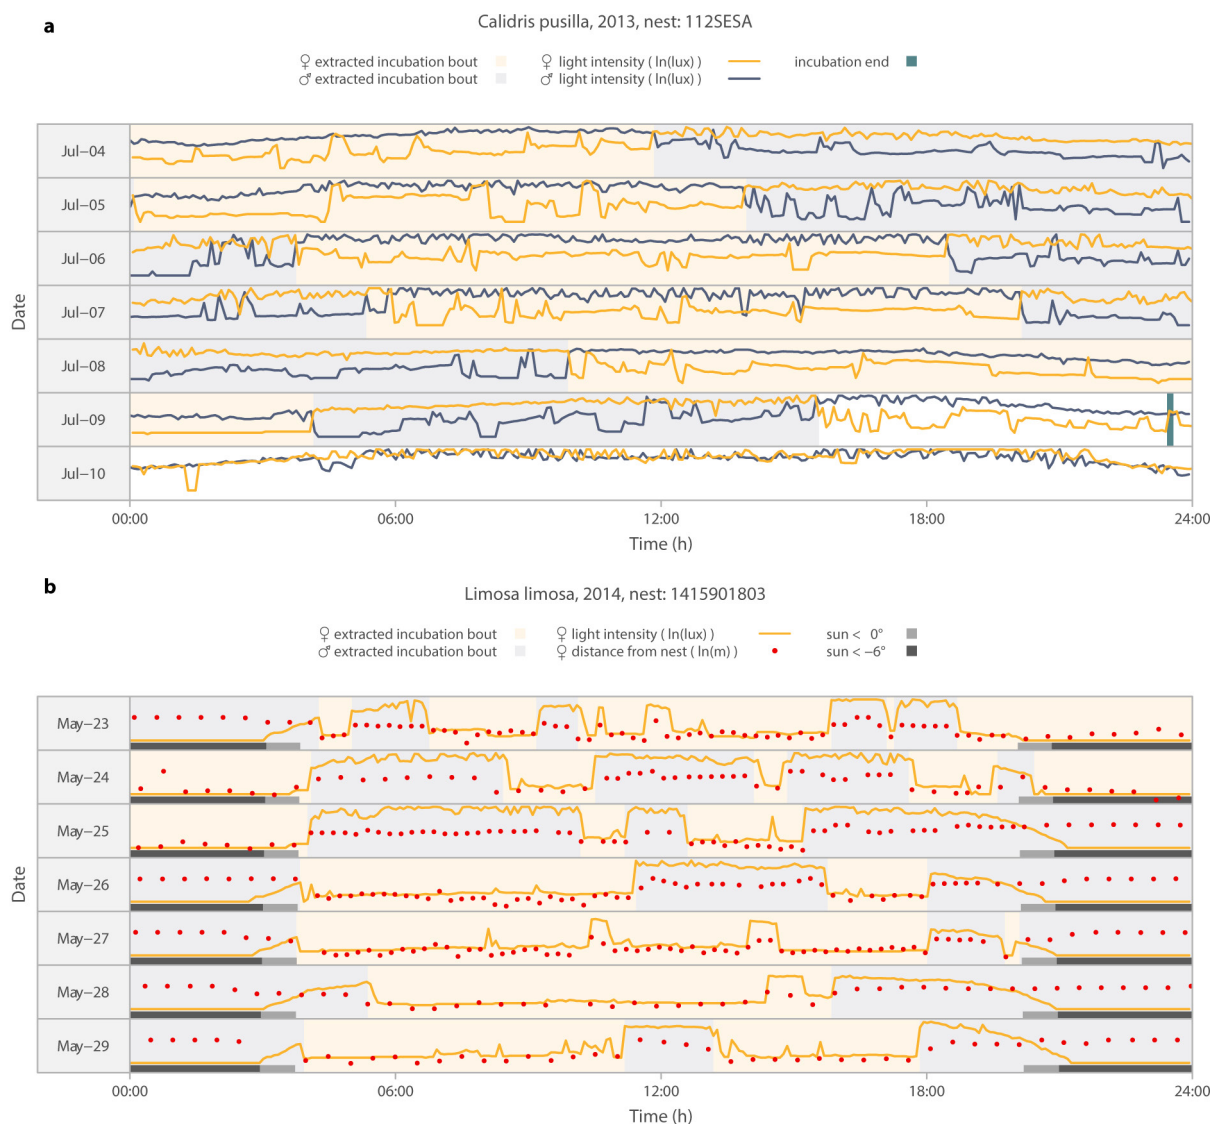 a
Calidris pusilla, 2013, nest: 112SESA
♀ extracted incubation bout ♀ light intensity ( ln(lux) ) incubation end
♂ extracted incubation bout ♂ light intensity ( ln(lux) )
Date
Jul−04
Jul−05
Jul−06
Jul−07
Jul−08
Jul−09
Jul−10
00:00 06:00 12:00 18:00 24:00
Time (h)
b
Limosa limosa, 2014, nest: 1415901803
♀ extracted incubation bout ♀ light intensity ( ln(lux) ) sun < 0°
♂ extracted incubation bout ♀ distance from nest ( ln(m) ) sun < −6°
Date
May−23
May−24
May−25
May−26
May−27
May−28
May−29
00:00 06:00 12:00 18:00 24:00
Time (h)